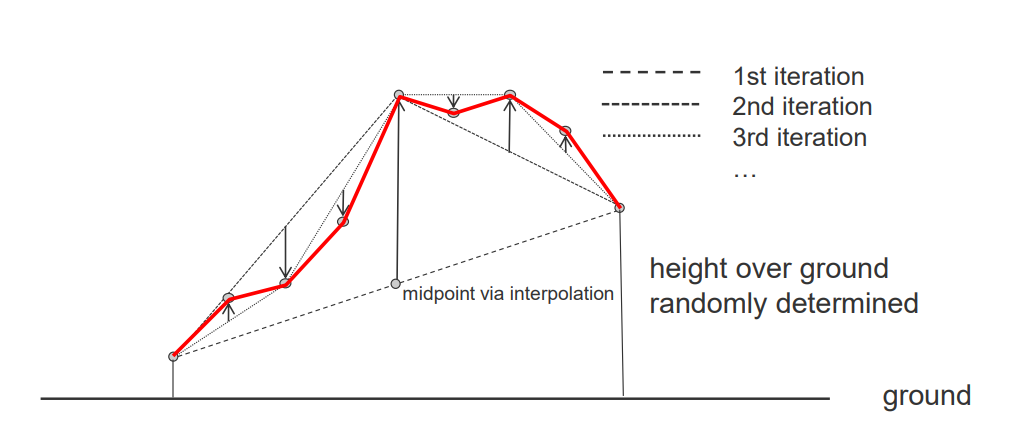 1st iteration
2nd iteration
3rd iteration
...
midpoint via interpolation
height over ground
randomly determined
ground